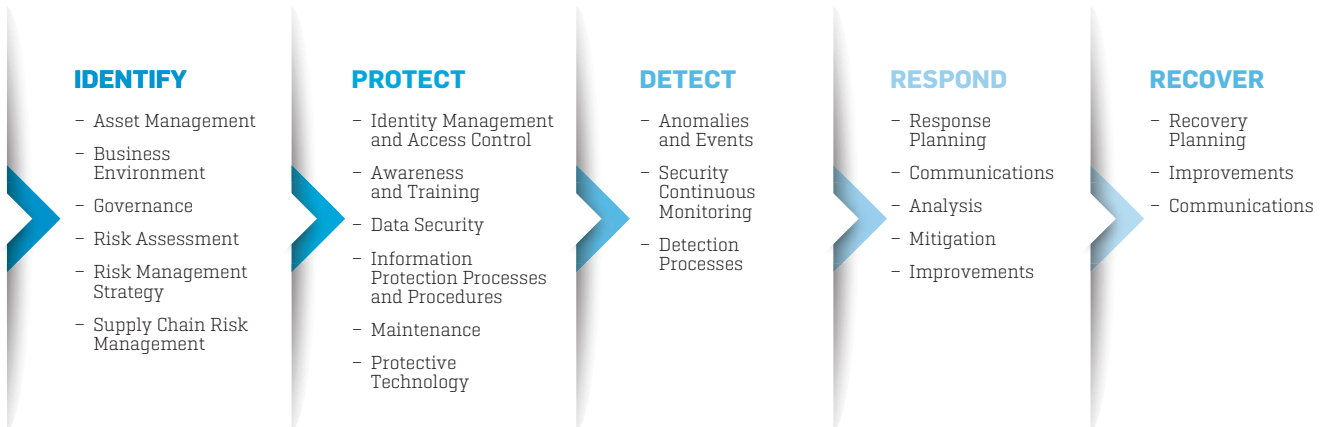 IDENTIFY
– Asset Management
– Business
Environment
– Governance
– Risk Assessment
– Risk Management
Strategy
– Supply Chain Risk
Management
PROTECT
– Identity Management
and Access Control
– Awareness
and Training
– Data Security
– Information
Protection Processes
and Procedures
– Maintenance
– Protective
Technology
DETECT
– Anomalies
and Events
– Security
Continuous
Monitoring
– Detection
Processes
RESPOND
– Response
Planning
– Communications
– Analysis
– Mitigation
– Improvements
RECOVER
– Recovery
Planning
– Improvements
– Communications